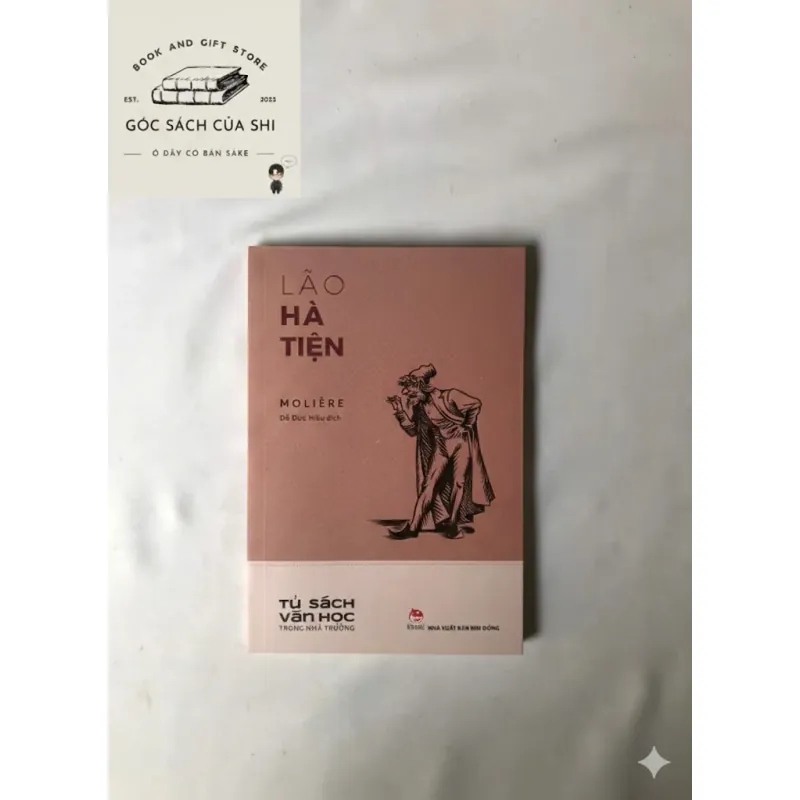 BOOK AND GIFT STORE
EST. 2023
GÓC SÁCH CỦA SHI
Ở ĐÂY CÓ BÁN SAKE
LÃO
HÀ
TIỆN
MOLIÈRE
Đỗ Đức Hiểu dịch
TỦ SÁCH
VĂN HỌC
TRONG NHÀ TRƯỜNG
NHÀ XUẤT BẢN KIM ĐỒNG